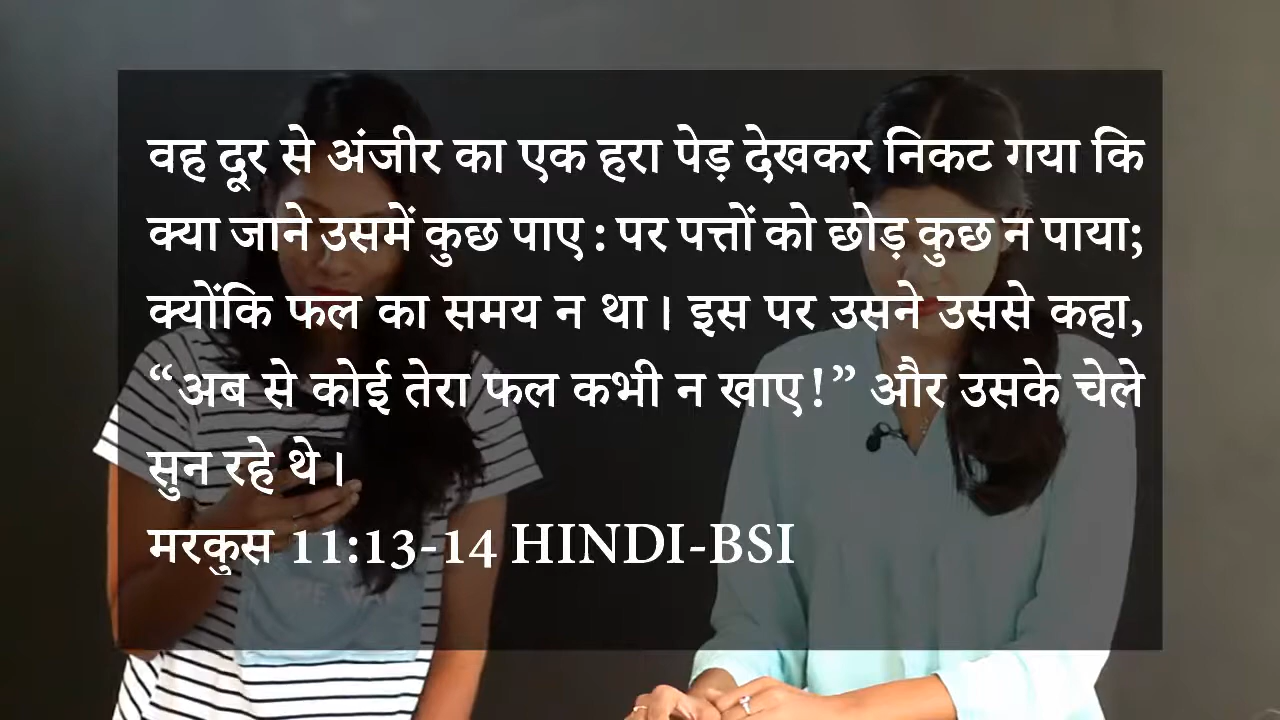 वह दूर से अंजीर का एक हरा पेड़ देखकर निकट गया कि
क्या जाने उसमें कुछ पाए : पर पत्तों को छोड़ कुछ न पाया;
क्योंकि फल का समय न था। इस पर उसने उससे कहा,
“अब से कोई तेरा फल कभी न खाए!” और उसके चेले
सुन रहे थे।
मरकुस 11:13-14 HINDI-BSI